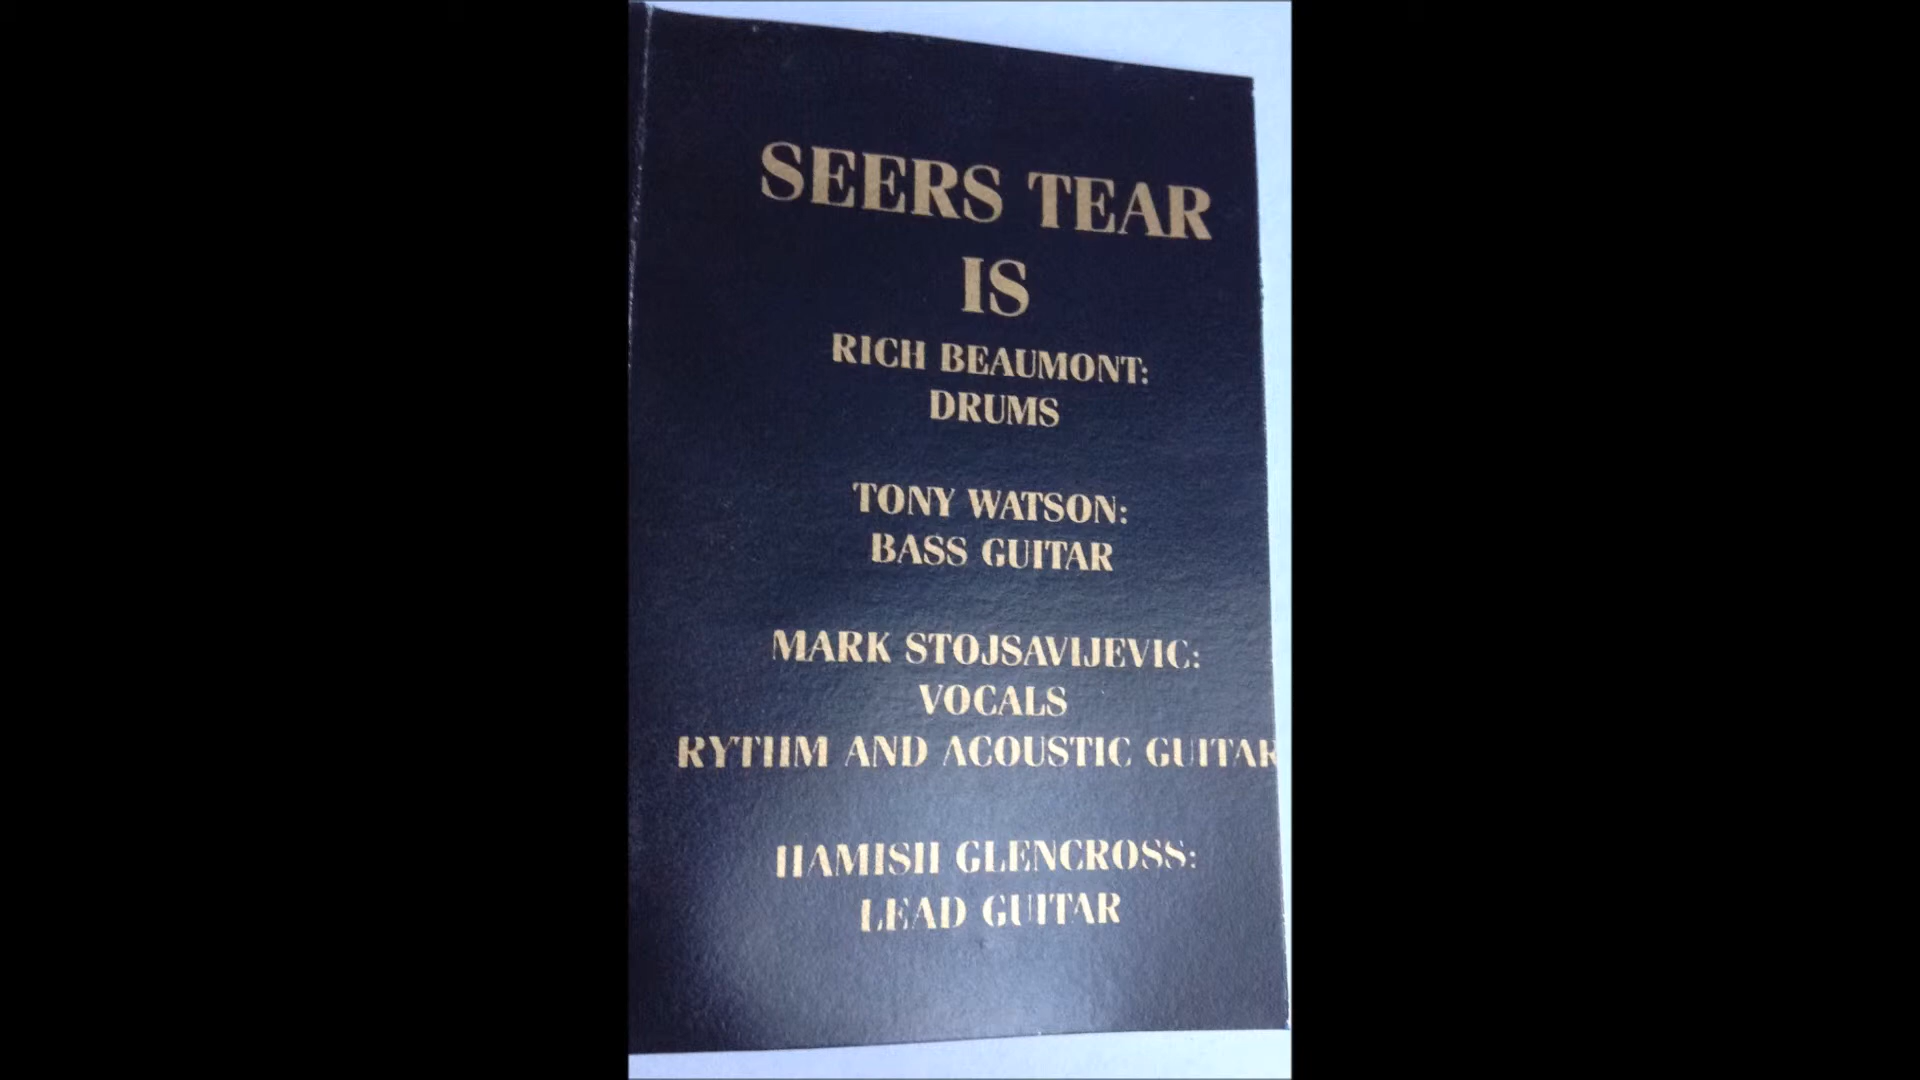 SEERS TEAR
IS
RICH BEAUMONT:
DRUMS
TONY WATSON:
BASS GUITAR
MARK STOJSAVIJEVIC:
VOCALS
RYTHM AND ACOUSTIC GUITAR
HAMISH GLENCROSS:
LEAD GUITAR